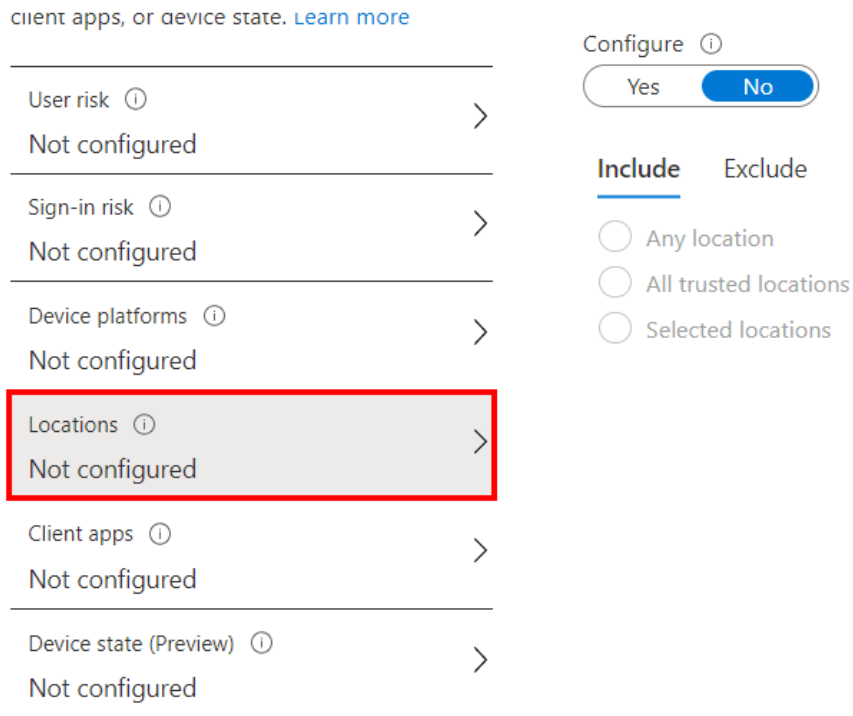 client apps, or device state. Learn more
User risk
Not configured
Sign-in risk
Not configured
Device platforms
Not configured
Locations
Not configured
Client apps
Not configured
Device state (Preview)
Not configured
Configure
Yes No
Include Exclude
Any location
All trusted locations
Selected locations